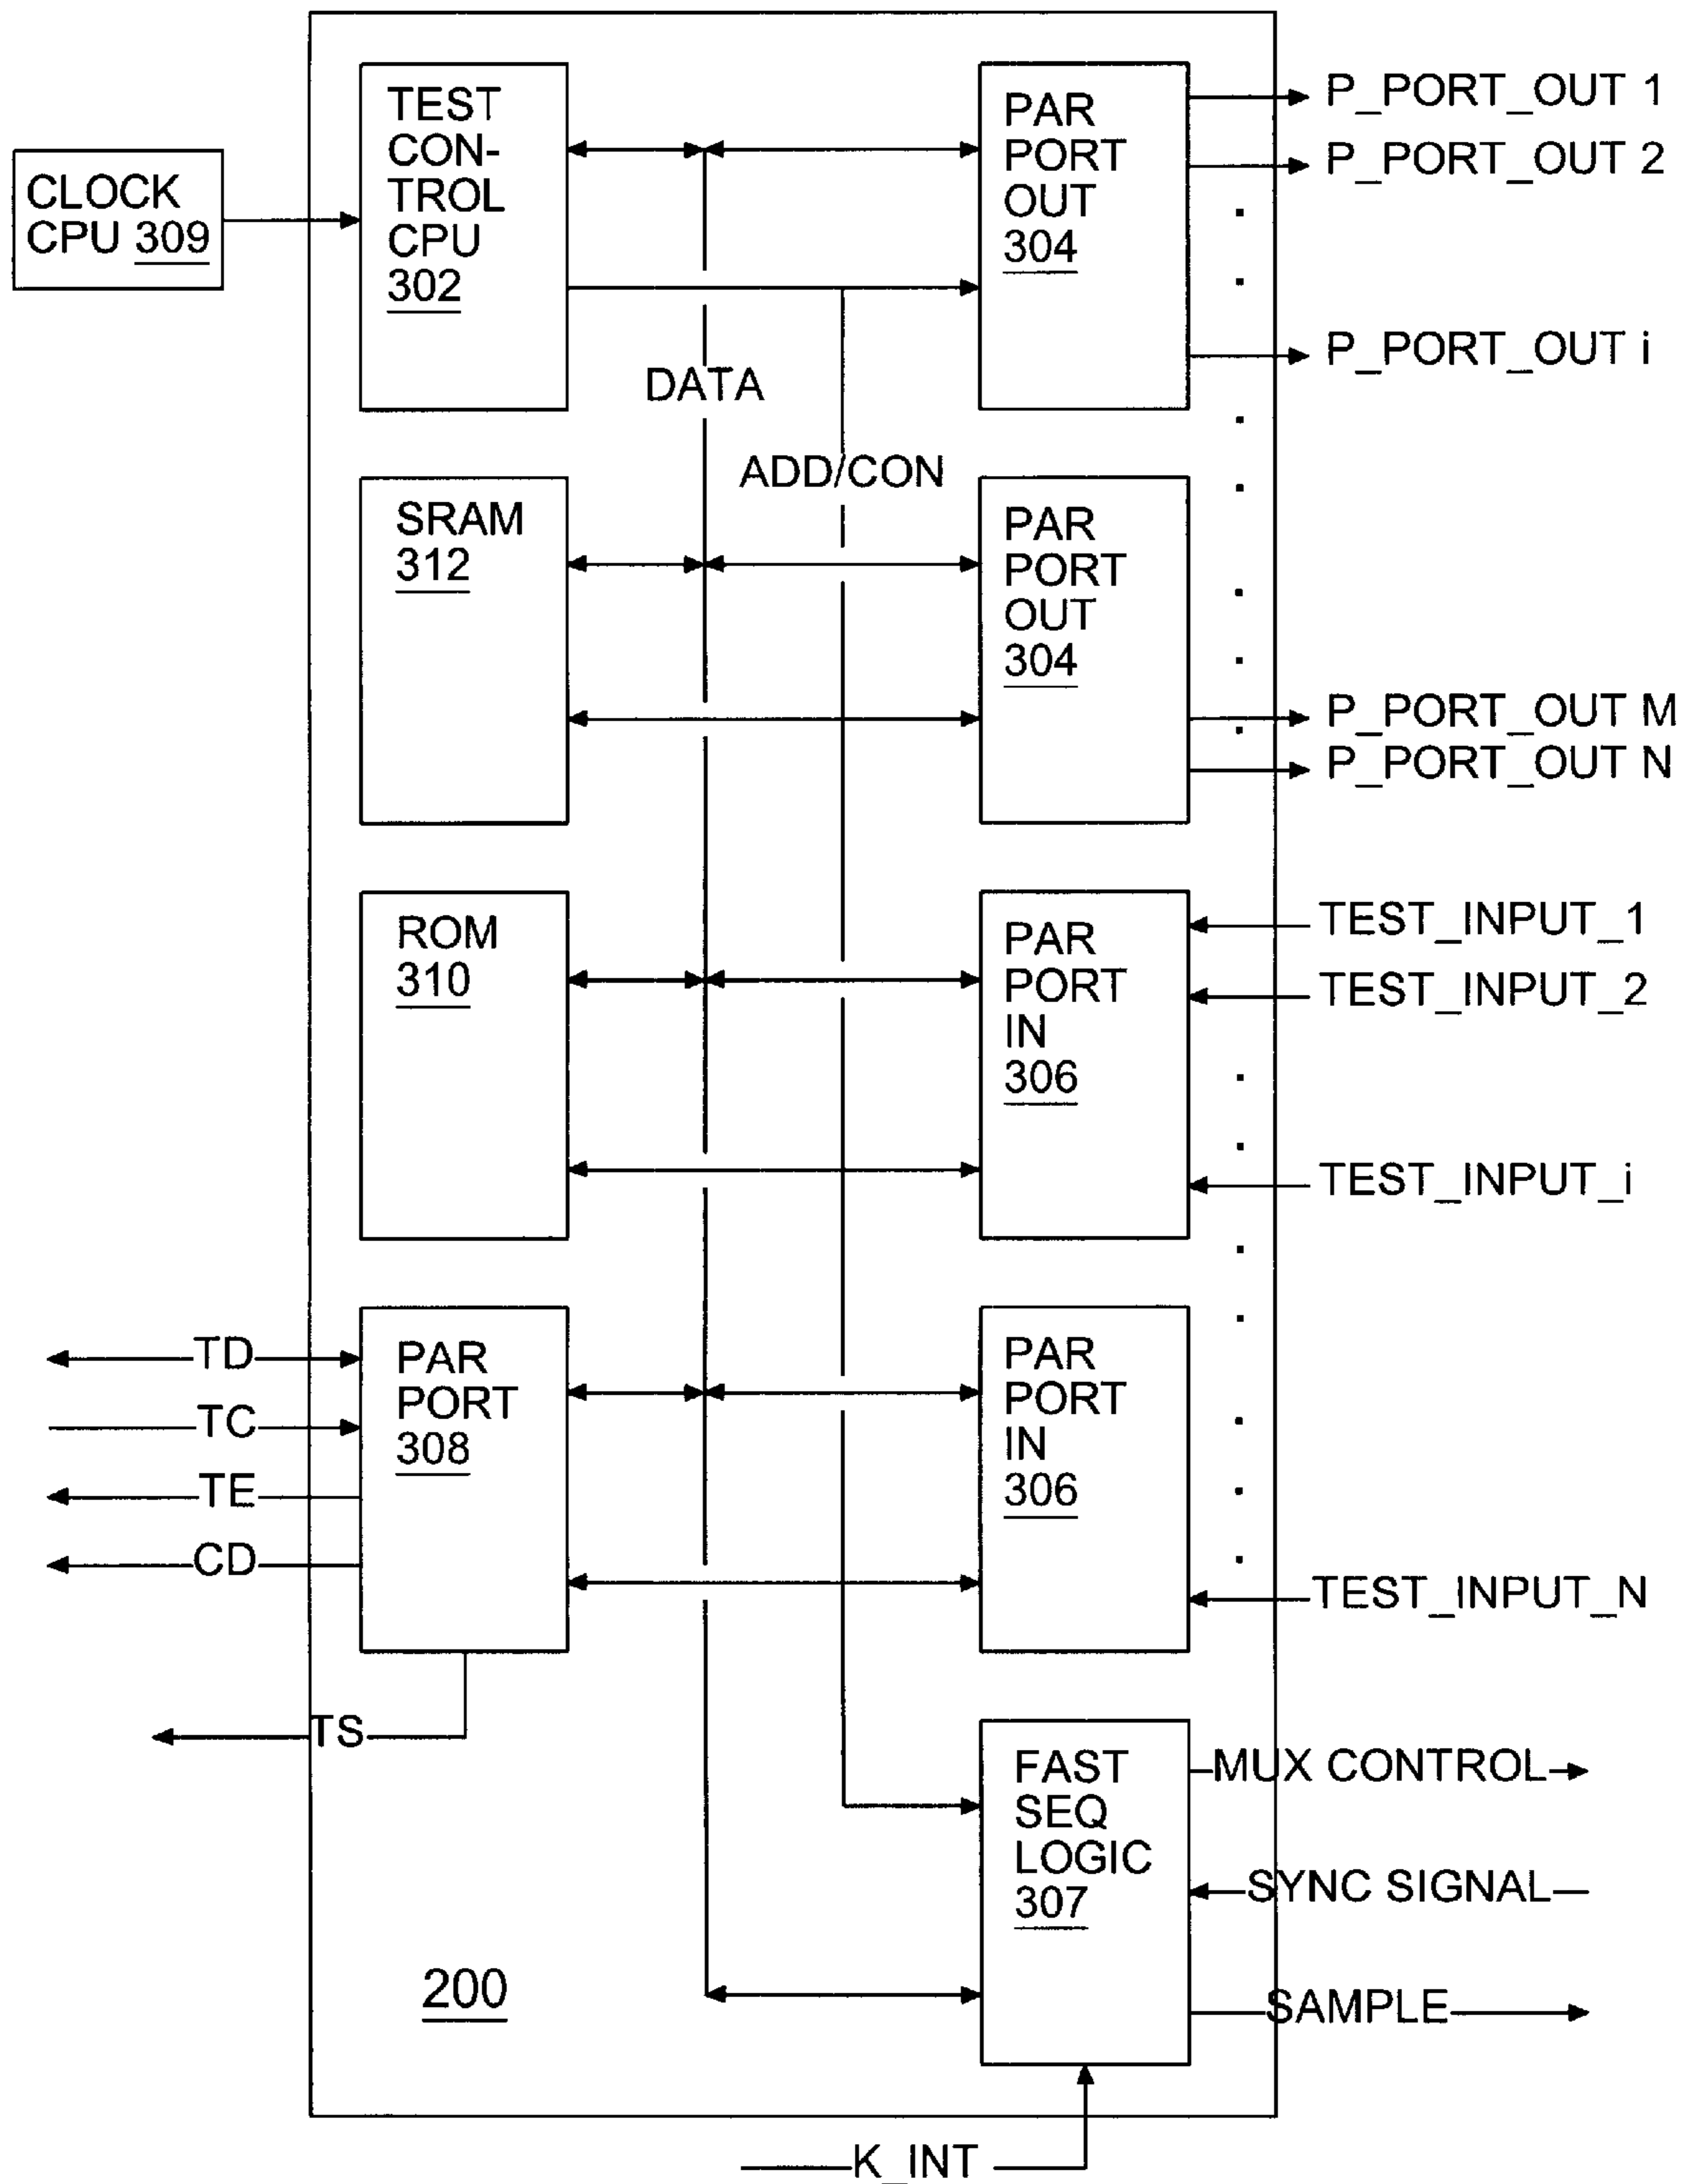 CLOCK
CPU 309
TEST
CON-
TROL
CPU
302
PAR
PORT
OUT
304
P_PORT_OUT 1
P_PORT_OUT 2
P_PORT_OUT i
DATA
ADD/CON
SRAM
312
PAR
PORT
OUT
304
P_PORT_OUT M
P_PORT_OUT N
ROM
310
PAR
PORT
IN
306
TEST_INPUT_1
TEST_INPUT_2
TEST_INPUT_i
TD
TC
TE
CD
PAR
PORT
308
PAR
PORT
IN
306
TEST_INPUT_N
TS
FAST
SEQ
LOGIC
307
MUX CONTROL
SYNC SIGNAL
SAMPLE
200
K_INT